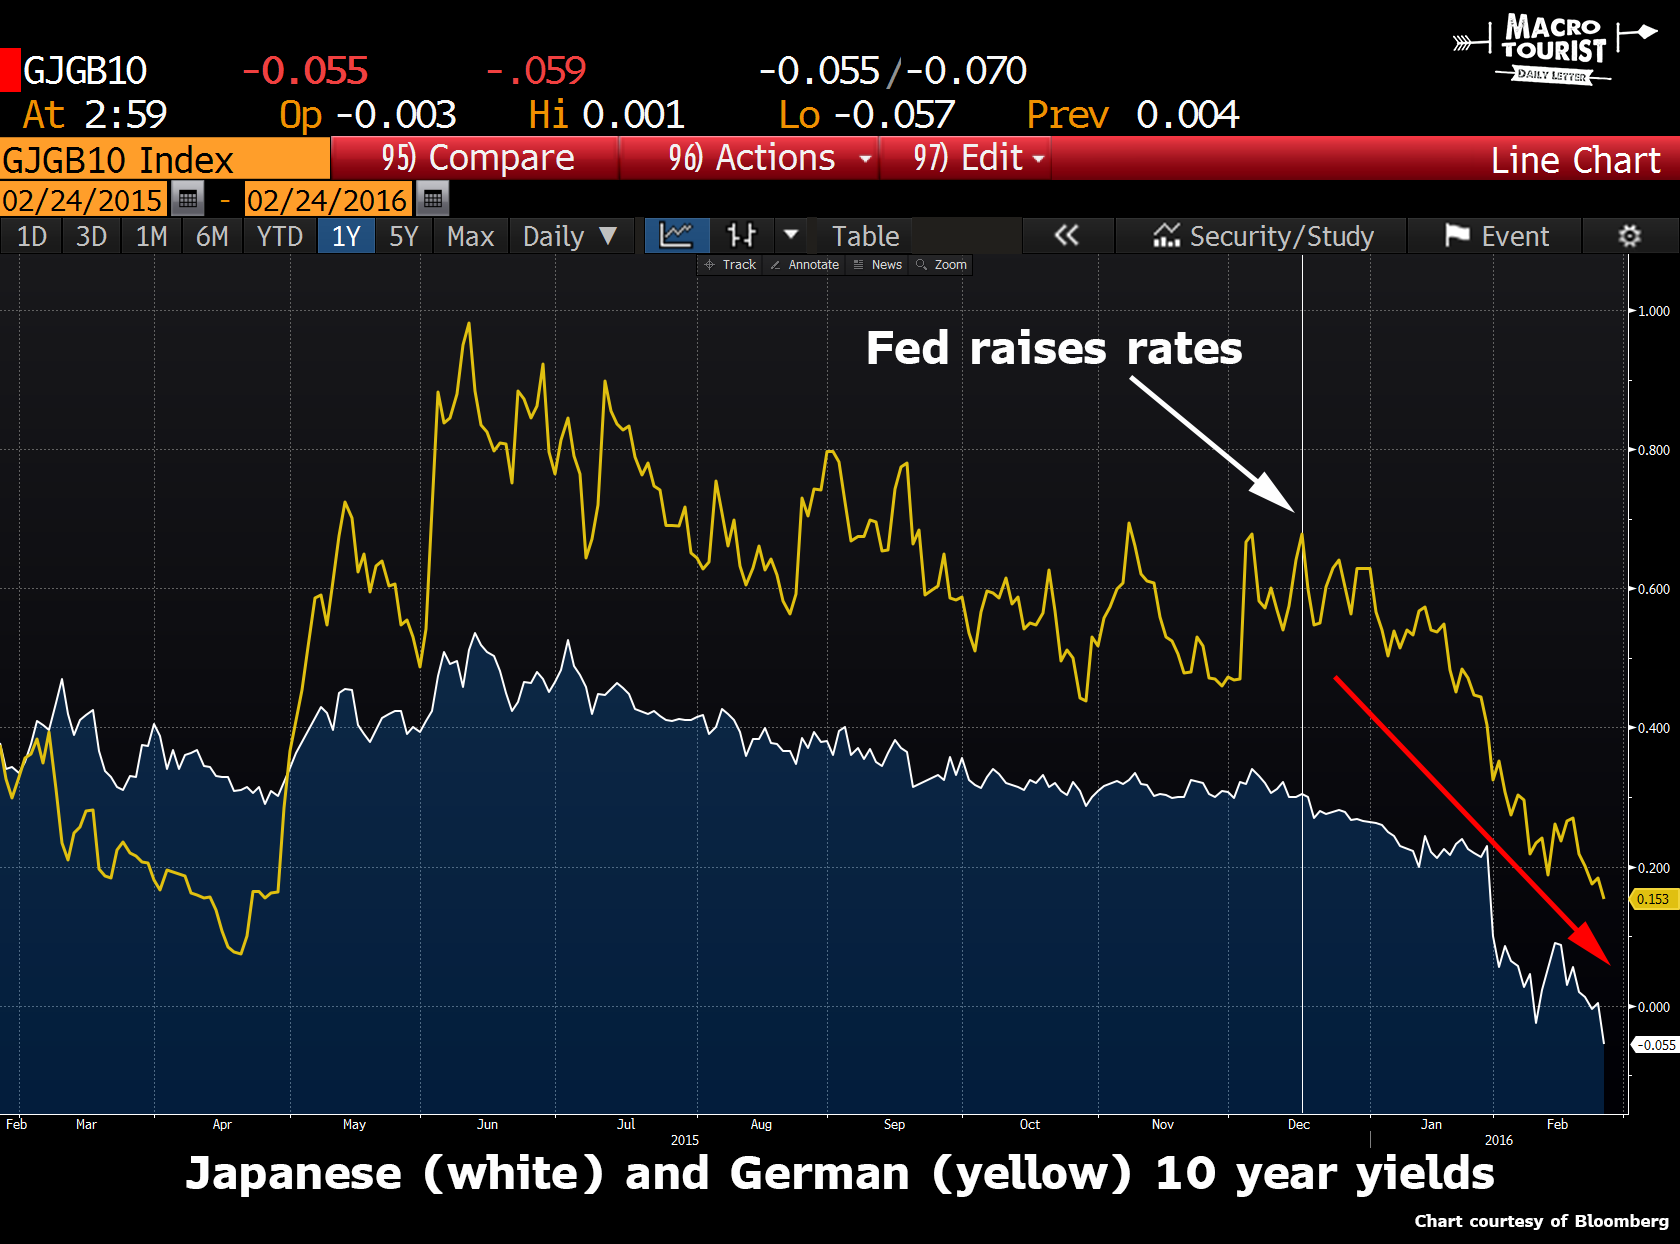 MACRO
TOURIST
DAILY LETTER
GJGB10 -0.055 -.059 -0.055/-0.070
At 2:59 Op -0.003 Hi 0.001 Lo -0.057 Prev 0.004
GJGB10 Index 95) Compare 96) Actions 97) Edit Line Chart
02/24/2015 - 02/24/2016
1D 3D 1M 6M YTD 1Y 5Y Max Daily ▼ Table « Security/Study Event
Track Annotate News Zoom
Fed raises rates
1.000
0.800
0.600
0.400
0.200
0.153
0.000
-0.055
Feb Mar Apr May Jun Jul Aug Sep Oct Nov Dec Jan Feb
2015 2016
Japanese (white) and German (yellow) 10 year yields
Chart courtesy of Bloomberg